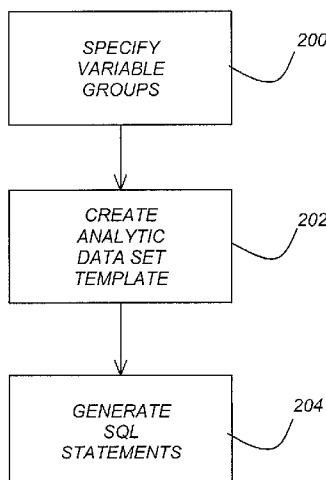 SPECIFY
VARIABLE
GROUPS
200
CREATE
ANALYTIC
DATA SET
TEMPLATE
202
GENERATE
SQL
STATEMENTS
204